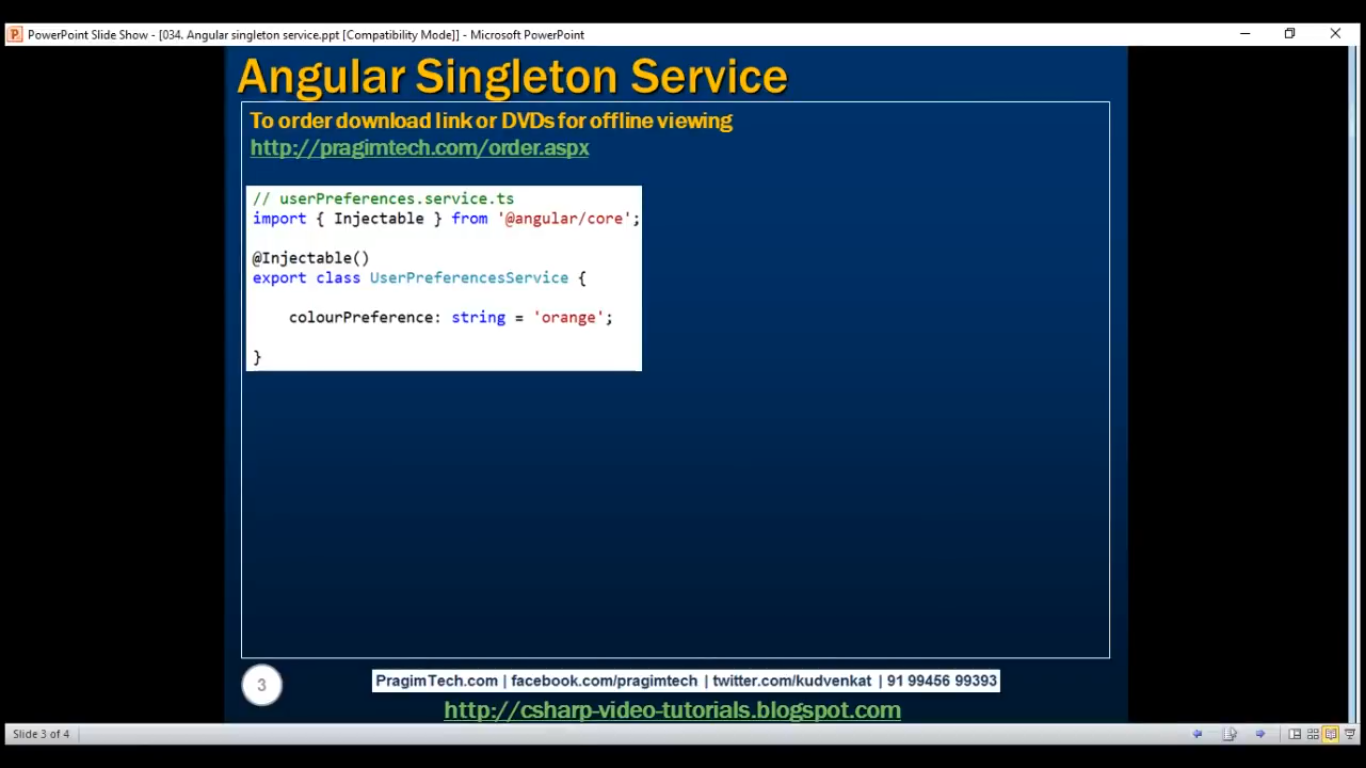 PowerPoint Slide Show - [034. Angular singleton service.ppt [Compatibility Mode]] - Microsoft PowerPoint
Angular Singleton Service
To order download link or DVDs for offline viewing
http://pragimtech.com/order.aspx
// userPreferences.service.ts
import { Injectable } from '@angular/core';
@Injectable()
export class UserPreferencesService {
colourPreference: string = 'orange';
}
3
PragimTech.com | facebook.com/pragimtech | twitter.com/kudvenkat | 91 99456 99393
http://csharp-video-tutorials.blogspot.com
Slide 3 of 4